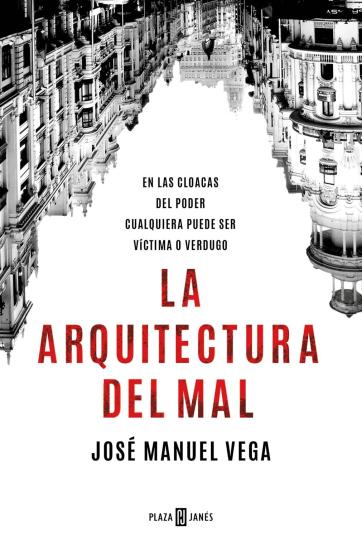 EN LAS CLOACAS
DEL PODER
CUALQUIERA PUEDE SER
VÍCTIMA O VERDUGO
LA
ARQUITECTURA
DEL MAL
JOSÉ MANUEL VEGA
PLAZA JANÉS